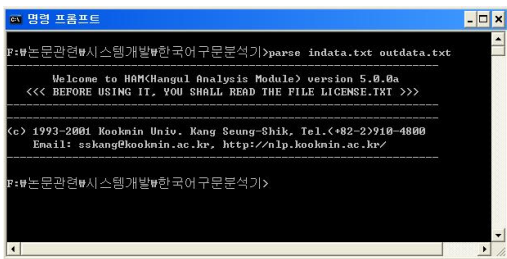 명령 프롬프트
F:₩논문관련₩시스템개발₩한국어구문분석기>parse indata.txt outdata.txt
------------------------------------------------------------
Welcome to HAM(Hangul Analysis Module) version 5.0.0a
<<< BEFORE USING IT, YOU SHALL READ THE FILE LICENSE.TXT >>>
------------------------------------------------------------
------------------------------------------------------------
(c) 1993-2001 Kookmin Univ. Kang Seung-Shik, Tel.(+82-2)910-4800
Email: sskang@kookmin.ac.kr, http://nlp.kookmin.ac.kr/
------------------------------------------------------------
F:₩논문관련₩시스템개발₩한국어구문분석기>